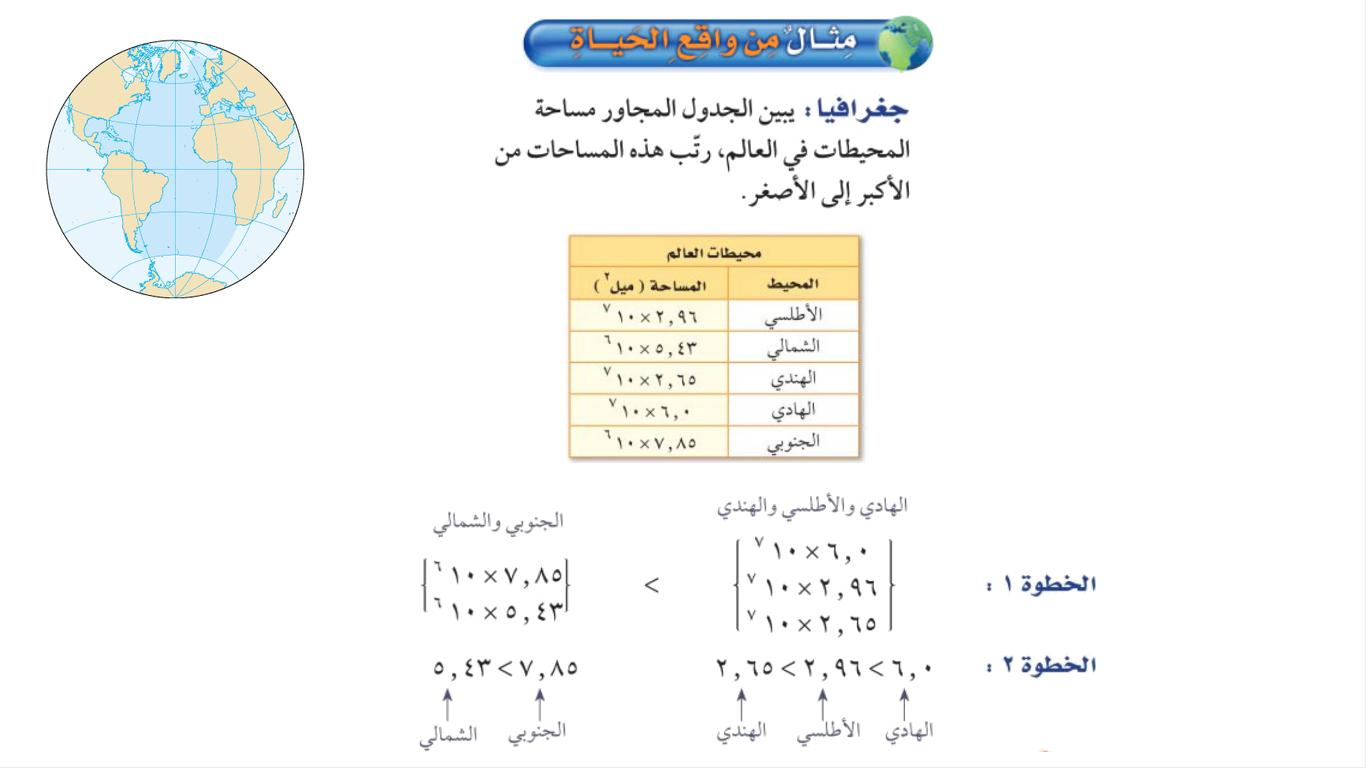 مِثَالٌ مِن واقِعِ الحَيَاةِ
جغرافيا: يبين الجدول المجاور مساحة
المحيطات في العالم، رتّب هذه المساحات من
الأكبر إلى الأصغر.
محيطات العالم
المحيط المساحة ( ميل ٢ )
الأطلسي ٢,٩٦ × ١٠ ٧
الشمالي ٥,٤٣ × ١٠ ٦
الهندي ٢,٦٥ × ١٠ ٧
الهادي ٦,٠ × ١٠ ٧
الجنوبي ٧,٨٥ × ١٠ ٦
الهادي والأطلسي والهندي
الجنوبي والشمالي
الخطوة ١ :
٦,٠ × ١٠ ٧
٢,٩٦ × ١٠ ٧
٢,٦٥ × ١٠ ٧
>
٧,٨٥ × ١٠ ٦
٥,٤٣ × ١٠ ٦
الخطوة ٢ :
٦,٠ > ٢,٩٦ > ٢,٦٥
٧,٨٥ > ٥,٤٣
الهادي الأطلسي الهندي
الجنوبي الشمالي